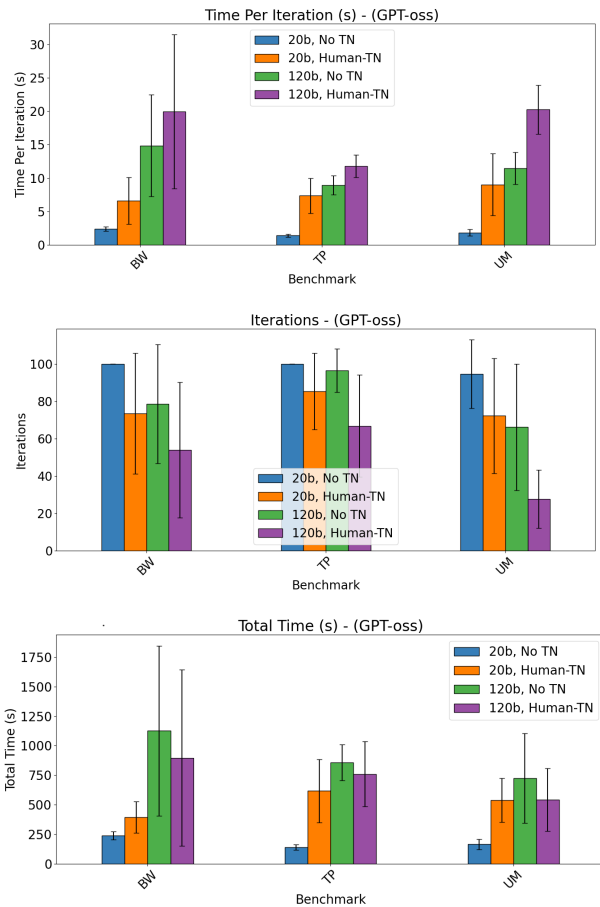 Time Per Iteration (s) - (GPT-oss)
20b, No TN
20b, Human-TN
120b, No TN
120b, Human-TN
Time Per Iteration (s)
30
25
20
15
10
5
0
BW
TP
UM
Benchmark
Iterations - (GPT-oss)
Iterations
100
80
60
40
20
0
20b, No TN
20b, Human-TN
120b, No TN
120b, Human-TN
BW
TP
UM
Benchmark
Total Time (s) - (GPT-oss)
20b, No TN
20b, Human-TN
120b, No TN
120b, Human-TN
Total Time (s)
1750
1500
1250
1000
750
500
250
0
BW
TP
UM
Benchmark